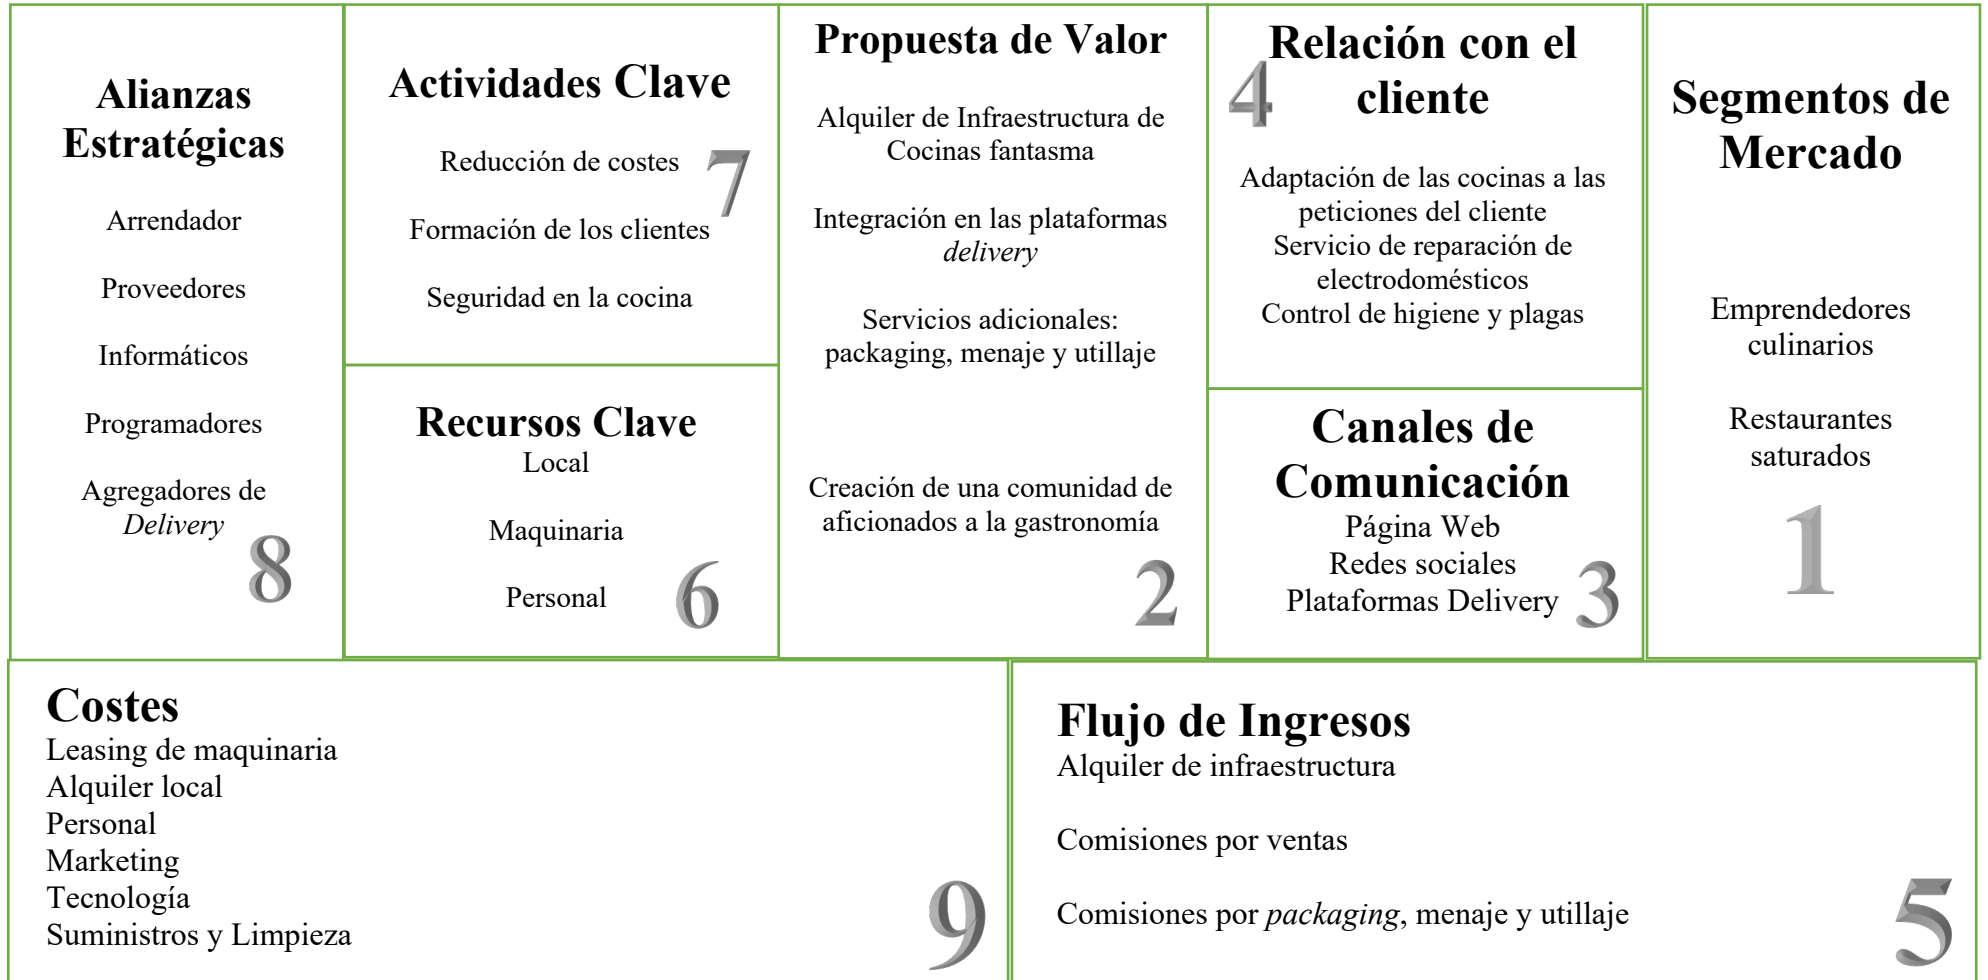 Alianzas
Estratégicas
Arrendador
Proveedores
Informáticos
Programadores
Agregadores de
Delivery
8
Actividades Clave
Reducción de costes
Formación de los clientes
Seguridad en la cocina
7
Recursos Clave
Local
Maquinaria
Personal
6
Propuesta de Valor
Alquiler de Infraestructura de
Cocinas fantasma
Integración en las plataformas
delivery
Servicios adicionales:
packaging, menaje y utillaje
Creación de una comunidad de
aficionados a la gastronomía
2
Relación con el
cliente
4
Adaptación de las cocinas a las
peticiones del cliente
Servicio de reparación de
electrodomésticos
Control de higiene y plagas
Canales de
Comunicación
Página Web
Redes sociales
Plataformas Delivery
3
Segmentos de
Mercado
Emprendedores
culinarios
Restaurantes
saturados
1
Costes
Leasing de maquinaria
Alquiler local
Personal
Marketing
Tecnología
Suministros y Limpieza
9
Flujo de Ingresos
Alquiler de infraestructura
Comisiones por ventas
Comisiones por packaging, menaje y utillaje
5